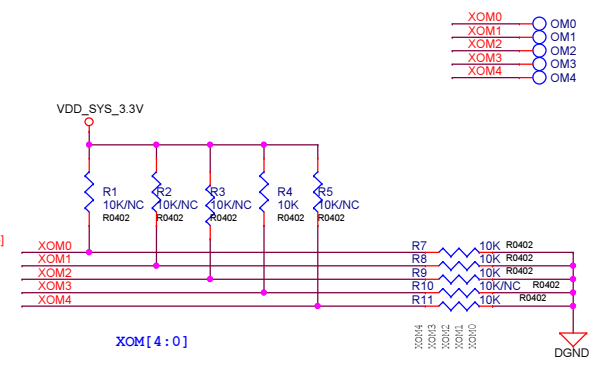 XOM0 OM0
XOM1 OM1
XOM2 OM2
XOM3 OM3
XOM4 OM4
VDD_SYS_3.3V
R1 R2 R3 R4 R5
10K/NC 10K/NC 10K/NC 10K 10K/NC
R0402 R0402 R0402 R0402 R0402
]
XOM0 R7 10K R0402
XOM1 R8 10K R0402
XOM2 R9 10K R0402
XOM3 R10 10K/NC R0402
XOM4 R11 10K R0402
XOM4
XOM3
XOM2
XOM1
XOM0
XOM[4:0]
DGND